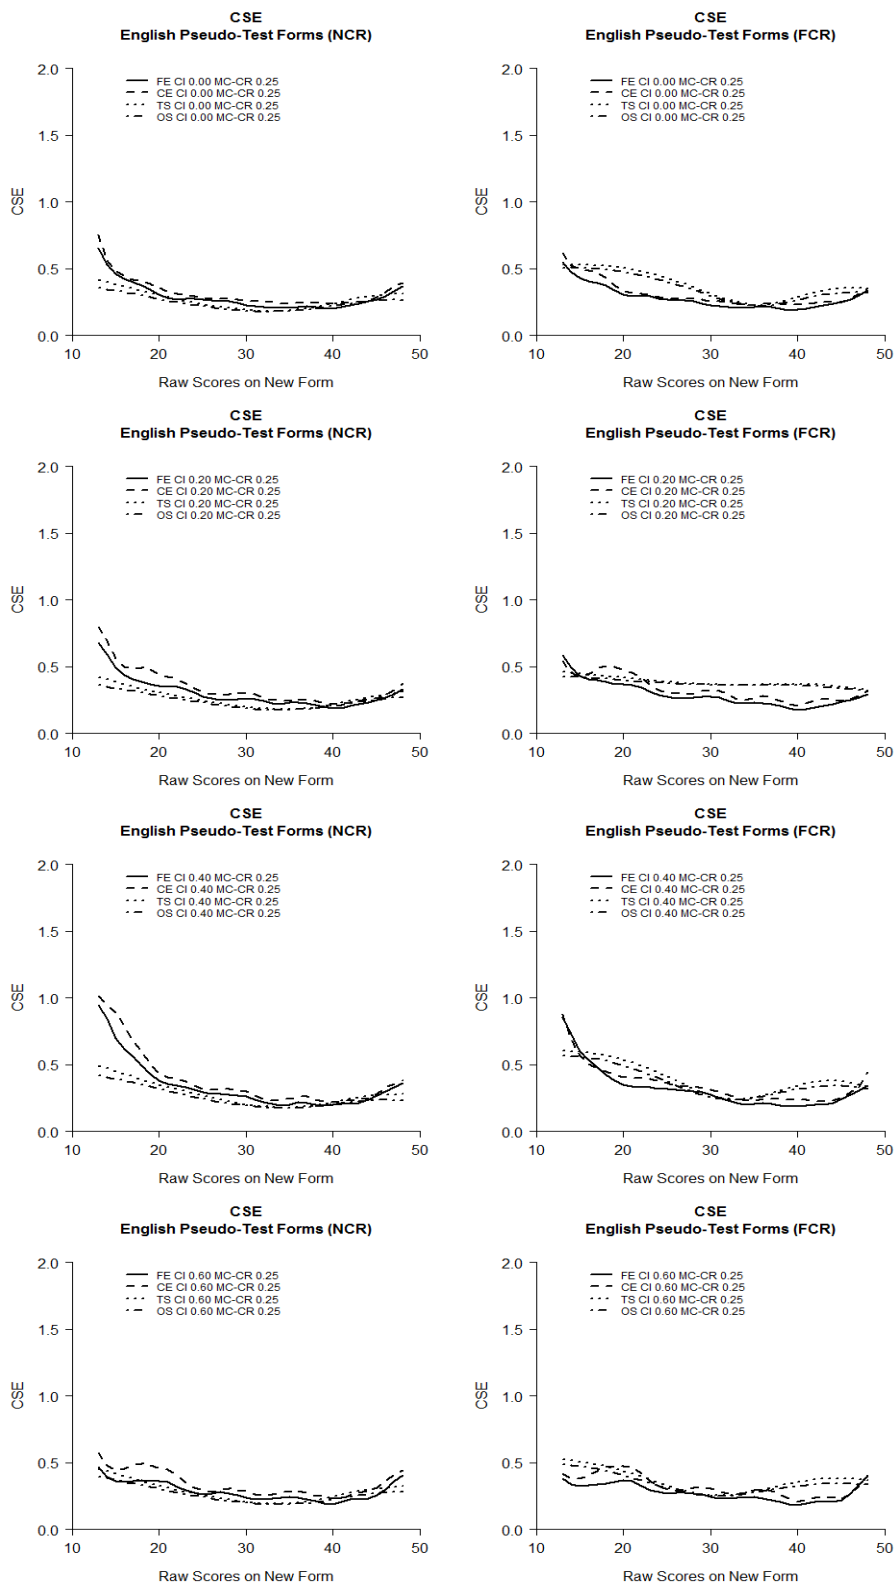 CSE
English Pseudo-Test Forms (NCR)
2.0
1.5
1.0
0.5
0.0
CSE
FE CI 0.00 MC-CR 0.25
CE CI 0.00 MC-CR 0.25
TS CI 0.00 MC-CR 0.25
OS CI 0.00 MC-CR 0.25
10 20 30 40 50
Raw Scores on New Form
CSE
English Pseudo-Test Forms (FCR)
2.0
1.5
1.0
0.5
0.0
CSE
FE CI 0.00 MC-CR 0.25
CE CI 0.00 MC-CR 0.25
TS CI 0.00 MC-CR 0.25
OS CI 0.00 MC-CR 0.25
10 20 30 40 50
Raw Scores on New Form
CSE
English Pseudo-Test Forms (NCR)
2.0
1.5
1.0
0.5
0.0
CSE
FE CI 0.20 MC-CR 0.25
CE CI 0.20 MC-CR 0.25
TS CI 0.20 MC-CR 0.25
OS CI 0.20 MC-CR 0.25
10 20 30 40 50
Raw Scores on New Form
CSE
English Pseudo-Test Forms (FCR)
2.0
1.5
1.0
0.5
0.0
CSE
FE CI 0.20 MC-CR 0.25
CE CI 0.20 MC-CR 0.25
TS CI 0.20 MC-CR 0.25
OS CI 0.20 MC-CR 0.25
10 20 30 40 50
Raw Scores on New Form
CSE
English Pseudo-Test Forms (NCR)
2.0
1.5
1.0
0.5
0.0
CSE
FE CI 0.40 MC-CR 0.25
CE CI 0.40 MC-CR 0.25
TS CI 0.40 MC-CR 0.25
OS CI 0.40 MC-CR 0.25
10 20 30 40 50
Raw Scores on New Form
CSE
English Pseudo-Test Forms (FCR)
2.0
1.5
1.0
0.5
0.0
CSE
FE CI 0.40 MC-CR 0.25
CE CI 0.40 MC-CR 0.25
TS CI 0.40 MC-CR 0.25
OS CI 0.40 MC-CR 0.25
10 20 30 40 50
Raw Scores on New Form
CSE
English Pseudo-Test Forms (NCR)
2.0
1.5
1.0
0.5
0.0
CSE
FE CI 0.60 MC-CR 0.25
CE CI 0.60 MC-CR 0.25
TS CI 0.60 MC-CR 0.25
OS CI 0.60 MC-CR 0.25
10 20 30 40 50
Raw Scores on New Form
CSE
English Pseudo-Test Forms (FCR)
2.0
1.5
1.0
0.5
0.0
CSE
FE CI 0.60 MC-CR 0.25
CE CI 0.60 MC-CR 0.25
TS CI 0.60 MC-CR 0.25
OS CI 0.60 MC-CR 0.25
10 20 30 40 50
Raw Scores on New Form